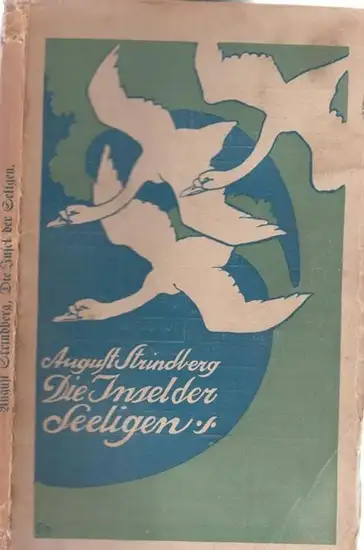 August Strindberg, Die Insel der Seligen.
August Strindberg
Die Insel der
Seeligen